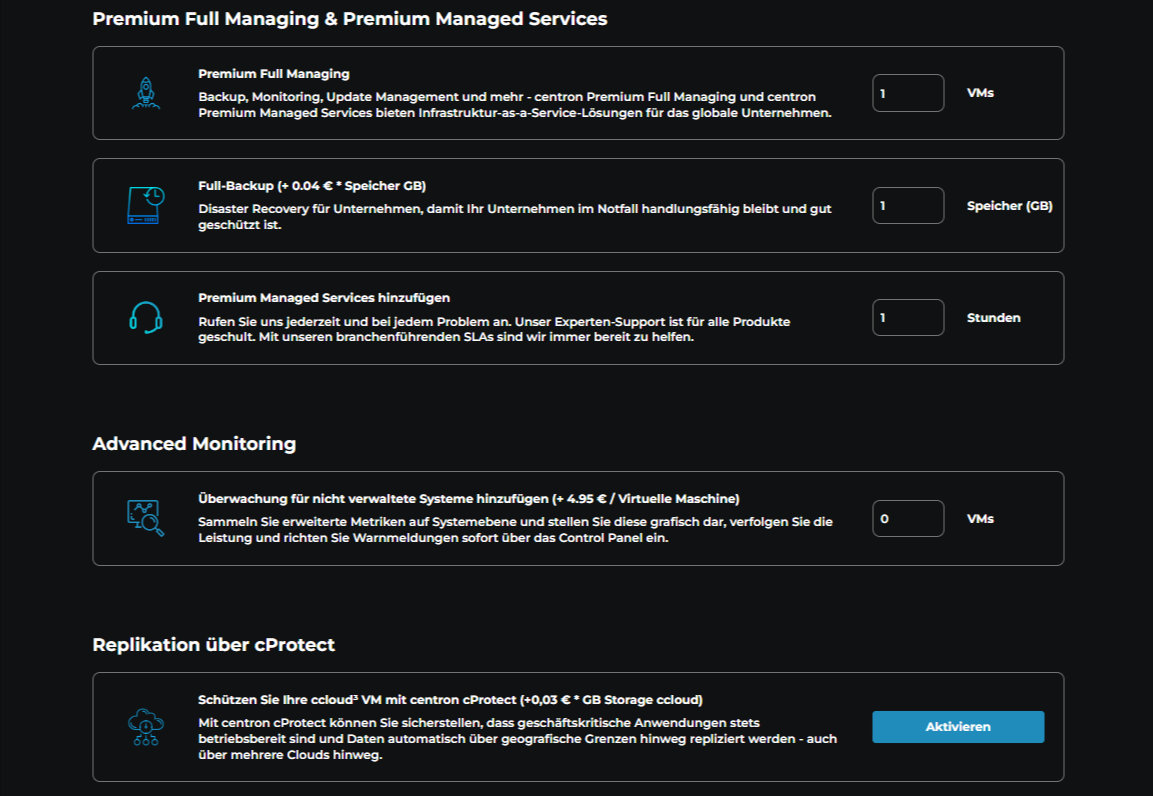 Premium Full Managing & Premium Managed Services
Premium Full Managing
Backup, Monitoring, Update Management und mehr - centron Premium Full Managing und centron
Premium Managed Services bieten Infrastruktur-as-a-Service-Lösungen für das globale Unternehmen.
1
VMs
Full-Backup (+ 0.04 € * Speicher GB)
Disaster Recovery für Unternehmen, damit Ihr Unternehmen im Notfall handlungsfähig bleibt und gut
geschützt ist.
1
Speicher (GB)
Premium Managed Services hinzufügen
Rufen Sie uns jederzeit und bei jedem Problem an. Unser Experten-Support ist für alle Produkte
geschult. Mit unseren branchenführenden SLAs sind wir immer bereit zu helfen.
1
Stunden
Advanced Monitoring
Überwachung für nicht verwaltete Systeme hinzufügen (+ 4.95 € / Virtuelle Maschine)
Sammeln Sie erweiterte Metriken auf Systemebene und stellen Sie diese grafisch dar, verfolgen Sie die
Leistung und richten Sie Warnmeldungen sofort über das Control Panel ein.
0
VMs
Replikation über cProtect
Schützen Sie Ihre ccloud³ VM mit centron cProtect (+0,03 € * GB Storage ccloud)
Mit centron cProtect können Sie sicherstellen, dass geschäftskritische Anwendungen stets
betriebsbereit sind und Daten automatisch über geografische Grenzen hinweg repliziert werden - auch
über mehrere Clouds hinweg.
Aktivieren